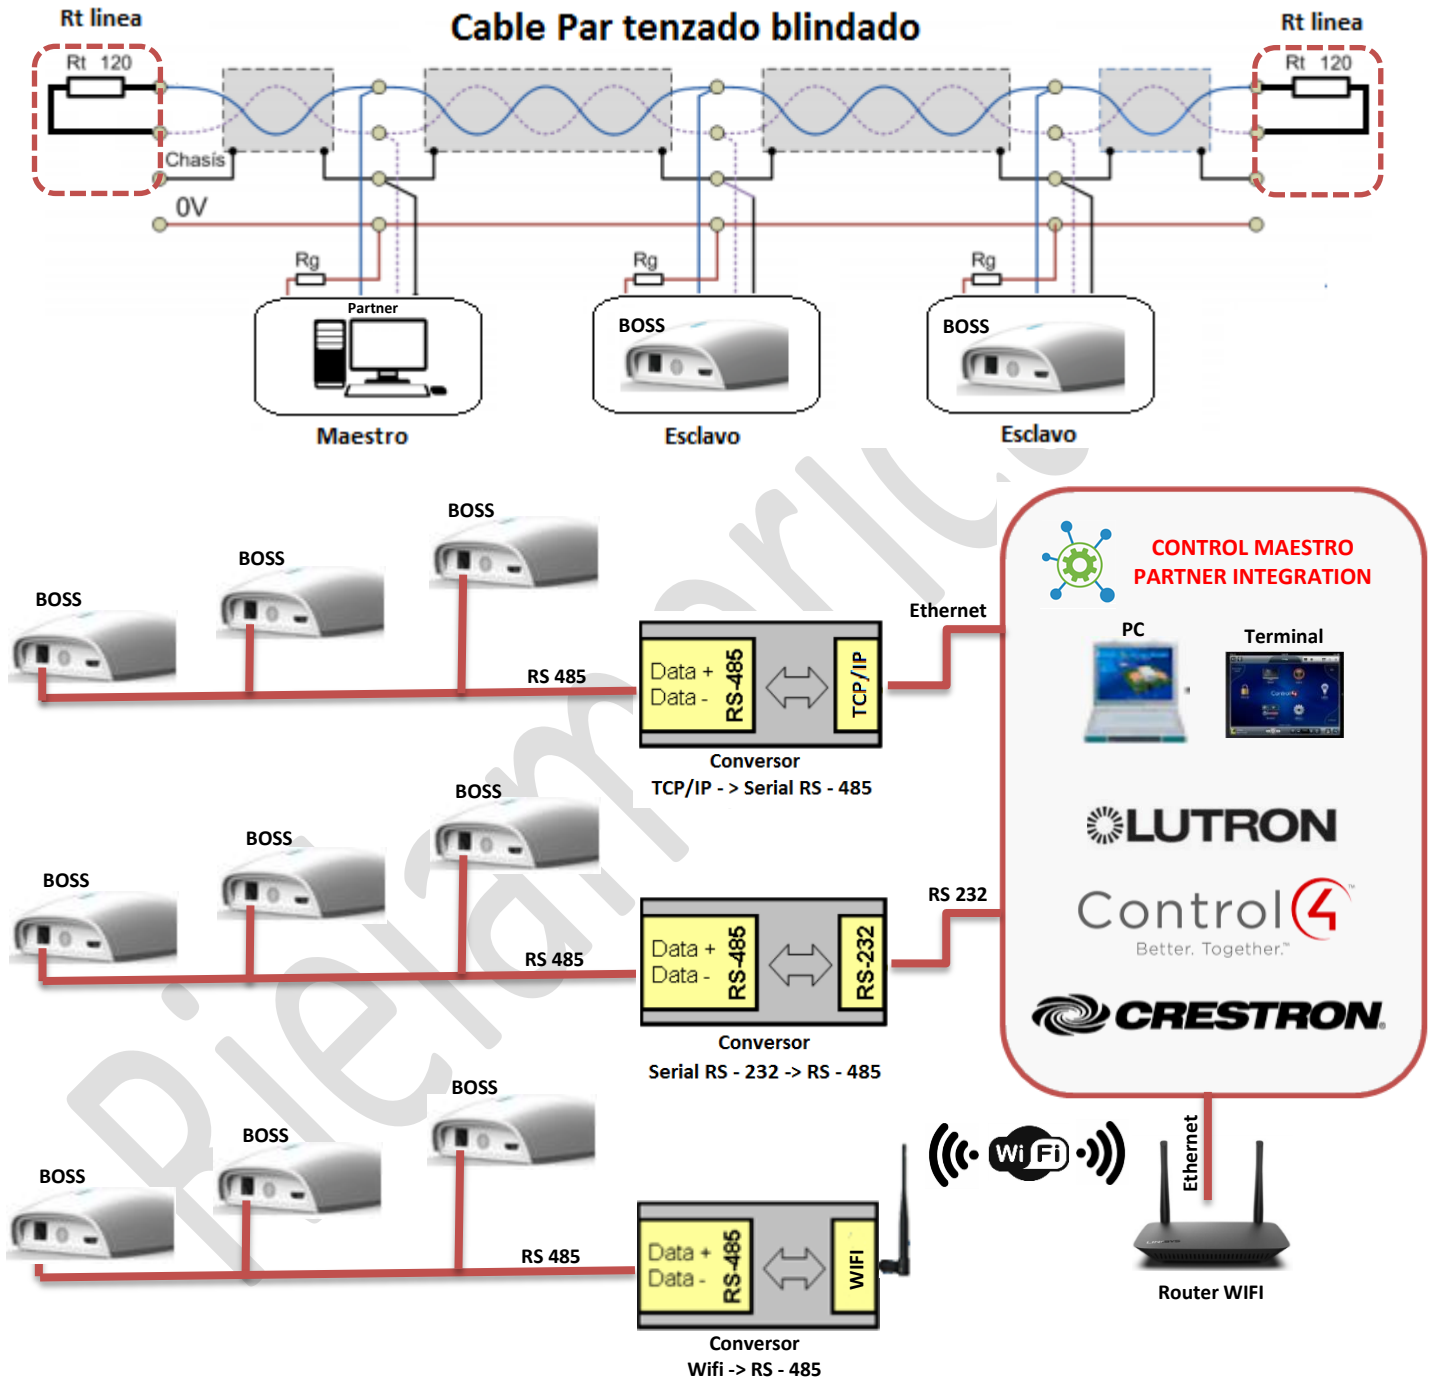 Rt linea
Cable Par tenzado blindado
Rt linea
Rt 120
Rt 120
Chasís
0V
Rg
Rg
Rg
Partner
BOSS
BOSS
Maestro
Esclavo
Esclavo
BOSS
BOSS
BOSS
RS 485
Data +
Data -
RS-485
TCP/IP
Ethernet
Conversor
TCP/IP - > Serial RS - 485
CONTROL MAESTRO
PARTNER INTEGRATION
PC
Terminal
Control4
LUTRON
Control4™
Better. Together.™
CRESTRON®
BOSS
BOSS
BOSS
RS 485
Data +
Data -
RS-485
RS-232
RS 232
Conversor
Serial RS - 232 -> RS - 485
BOSS
BOSS
BOSS
RS 485
Data +
Data -
RS-485
WIFI
Conversor
Wifi -> RS - 485
Wi Fi
Ethernet
Router WIFI
Rielamerica